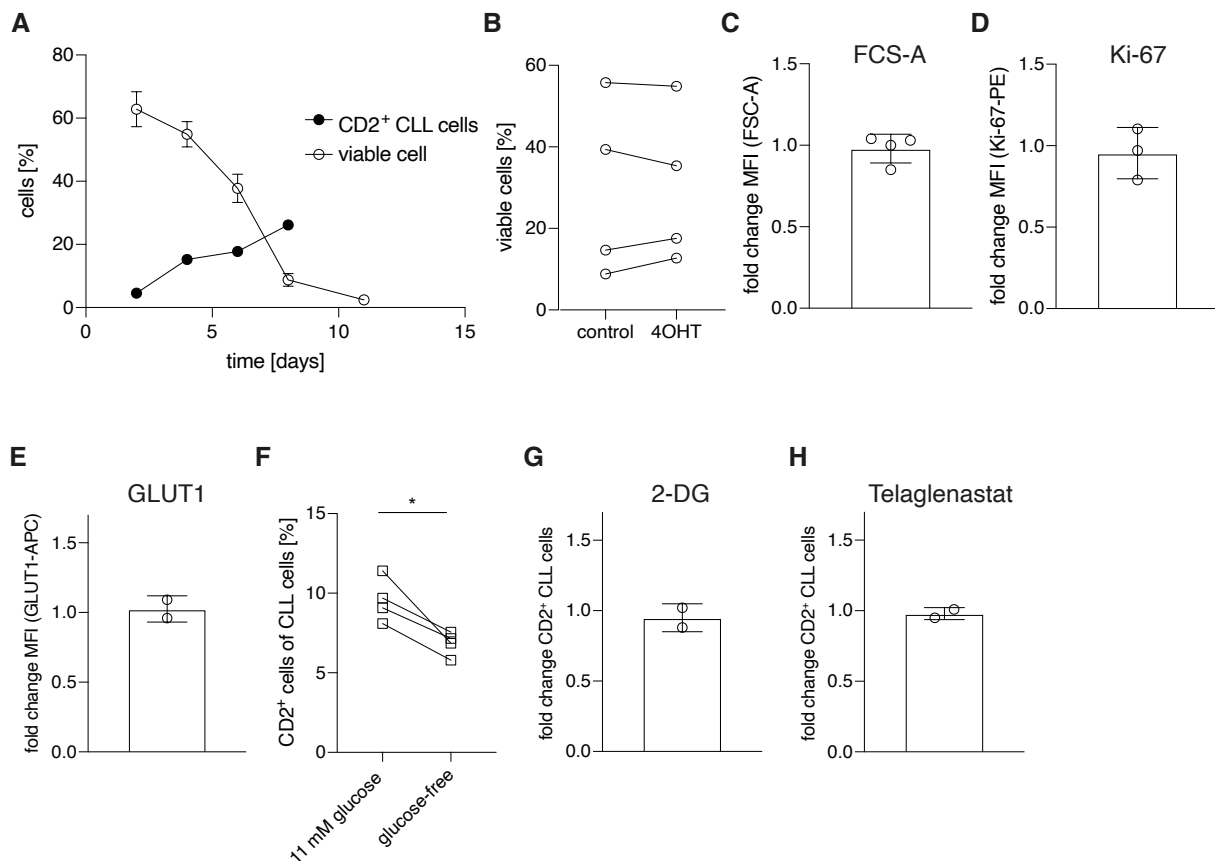 A
cells [%]
80
60
40
20
0
0
5
10
15
time [days]
CD2⁺ CLL cells
viable cell
B
viable cells [%]
60
40
20
0
control
4OHT
C
FCS-A
fold change MFI (FSC-A)
1.5
1.0
0.5
0.0
D
Ki-67
fold change MFI (Ki-67-PE)
1.5
1.0
0.5
0.0
E
GLUT1
fold change MFI (GLUT1-APC)
1.5
1.0
0.5
0.0
F
CD2⁺ cells of CLL cells [%]
15
10
5
0
*
11 mM glucose
glucose-free
G
2-DG
fold change CD2⁺ CLL cells
1.5
1.0
0.5
0.0
H
Telaglenastat
fold change CD2⁺ CLL cells
1.5
1.0
0.5
0.0